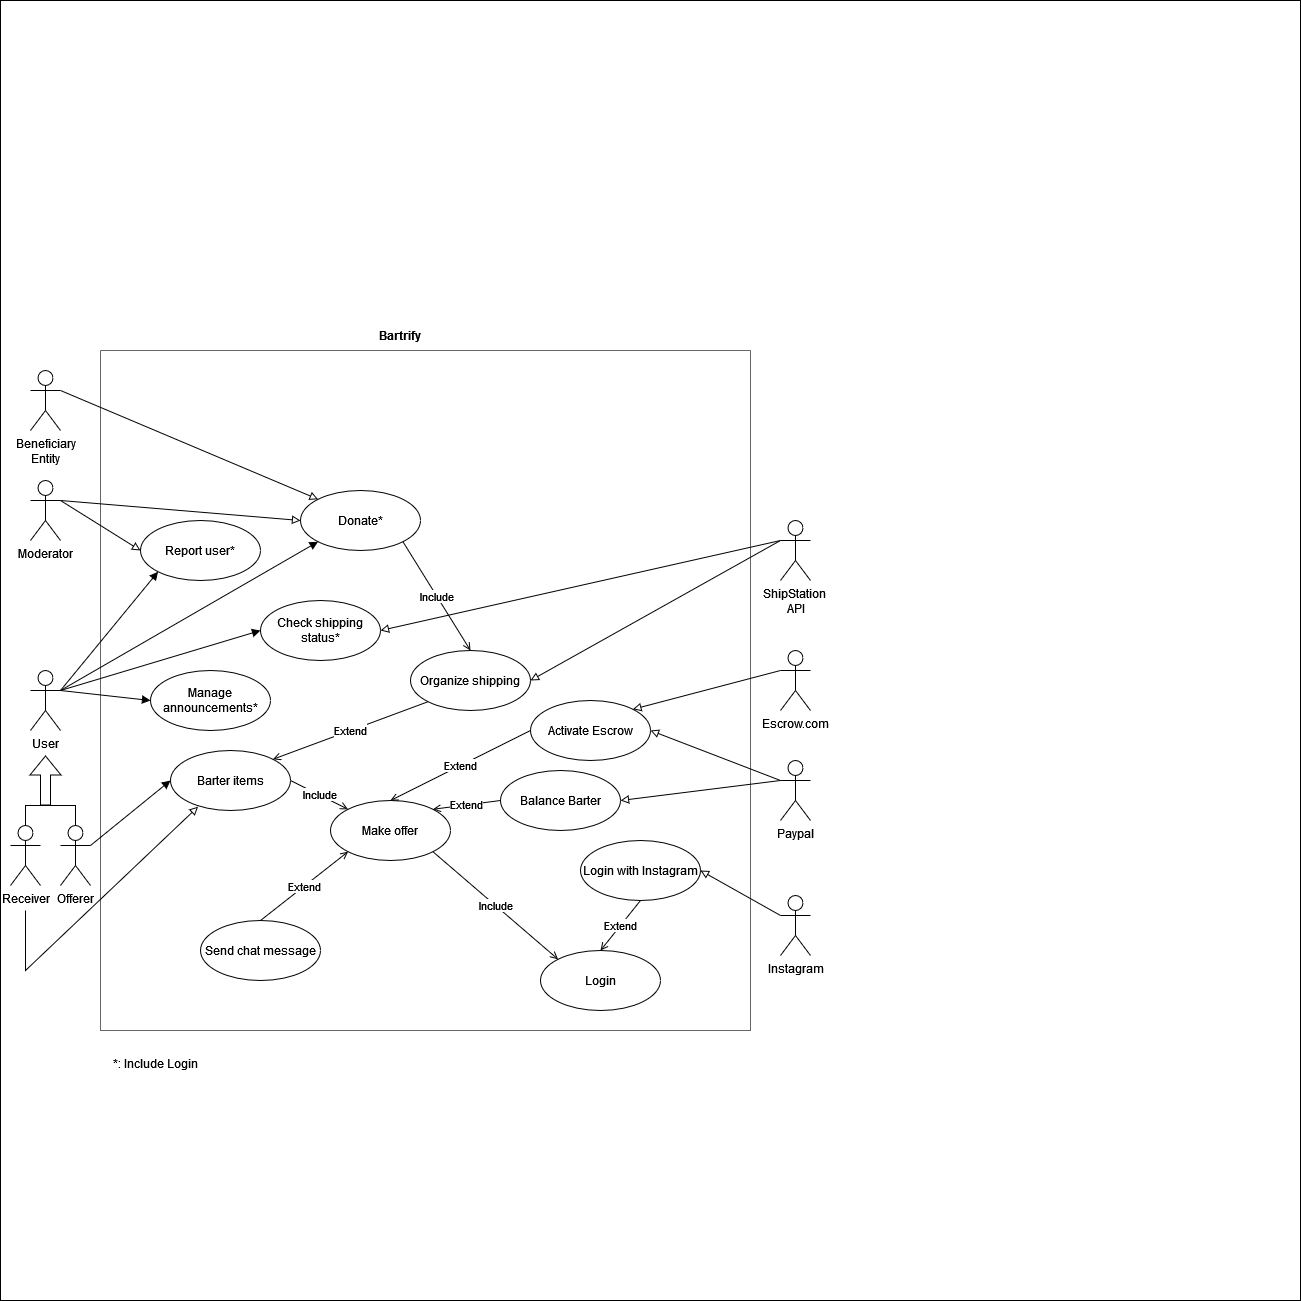 Bartrify
Beneficiary
Entity
Moderator
Donate*
Report user*
Include
ShipStation
API
Check shipping
status*
Organize shipping
Manage
announcements*
User
Escrow.com
Extend
Activate Escrow
Extend
Barter items
Include
Balance Barter
Extend
Make offer
Paypal
Login with Instagram
Extend
Receiver
Offerer
Include
Extend
Send chat message
Login
Instagram
*: Include Login